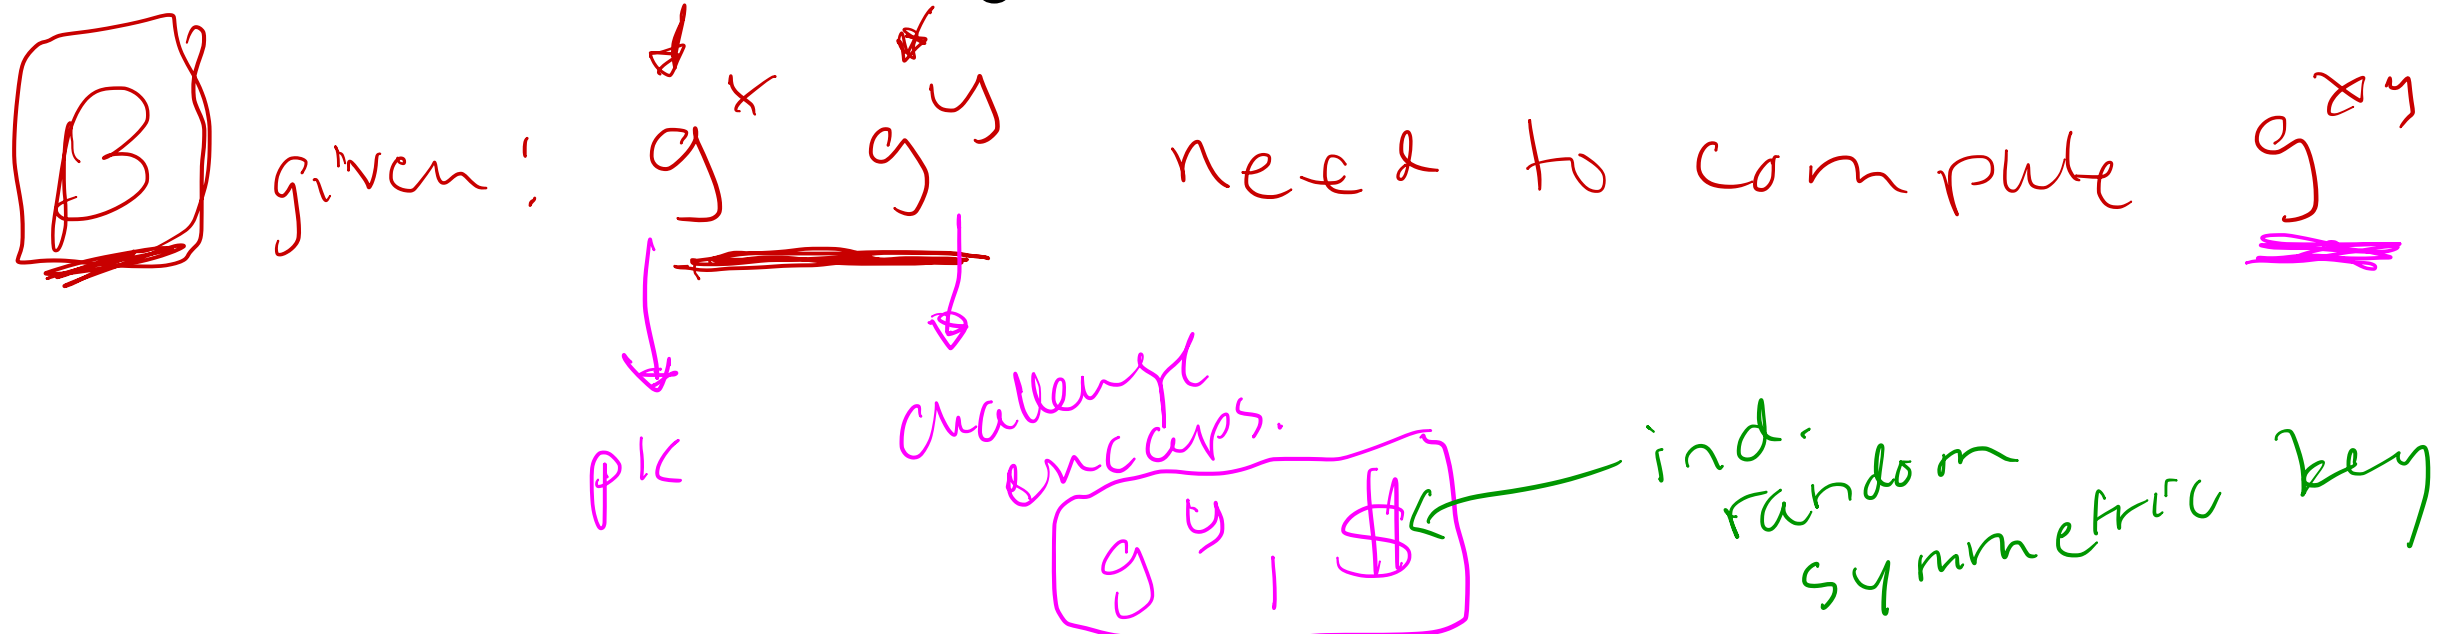 B given: g^x g^y need to compute g^xy
pk
challenge
encaps.
g^y, $
ind.
random
symmetric key